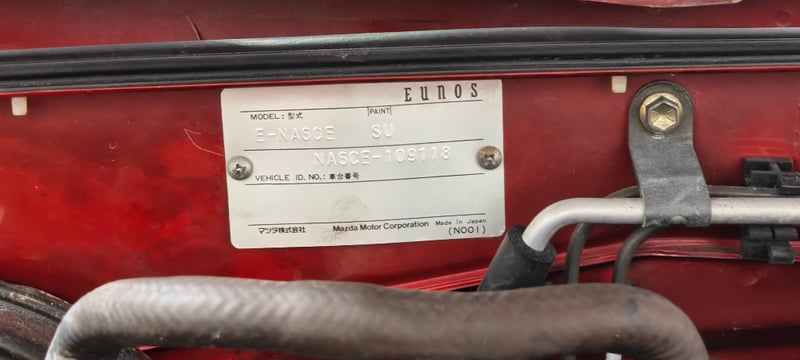 EUNOS
MODEL: 型式 PAINT
E-NA6CE SU
NA6CE-109118
VEHICLE ID. NO.: 車台番号
マツダ株式会社 Mazda Motor Corporation Made in Japan
(N001)